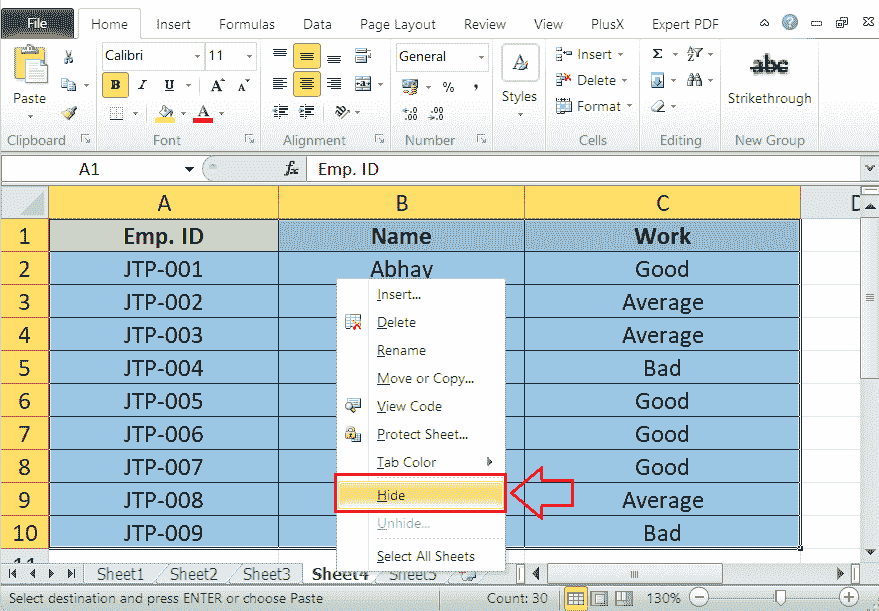 File Home Insert Formulas Data Page Layout Review View PlusX Expert PDF
Calibri 11 General Insert Σ abc
Paste B I U A A % , Styles Delete Strikethrough
A Format
Clipboard Font Alignment Number Cells Editing New Group
A1 fx Emp. ID
A B C D
1 Emp. ID Name Work
2 JTP-001 Abhay Good
3 JTP-002 Average
4 JTP-003 Average
5 JTP-004 Bad
6 JTP-005 Good
7 JTP-006 Good
8 JTP-007 Good
9 JTP-008 Average
10 JTP-009 Bad
11
Insert...
Delete
Rename
Move or Copy...
View Code
Protect Sheet...
Tab Color
Hide
Unhide...
Select All Sheets
Sheet1 Sheet2 Sheet3 Sheet4 Sheet5
Select destination and press ENTER or choose Paste Count: 30 130%